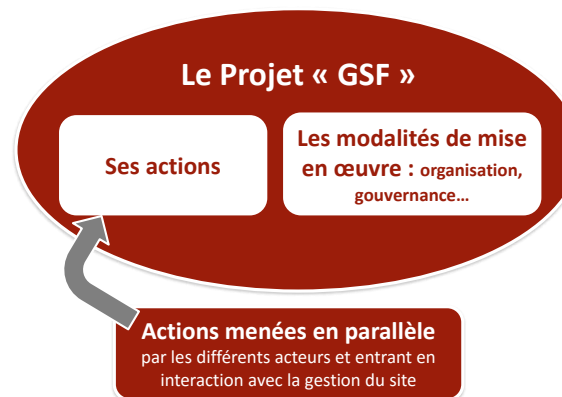 Le Projet « GSF »
Ses actions
Les modalités de mise
en œuvre : organisation,
gouvernance…
Actions menées en parallèle
par les différents acteurs et entrant en
interaction avec la gestion du site